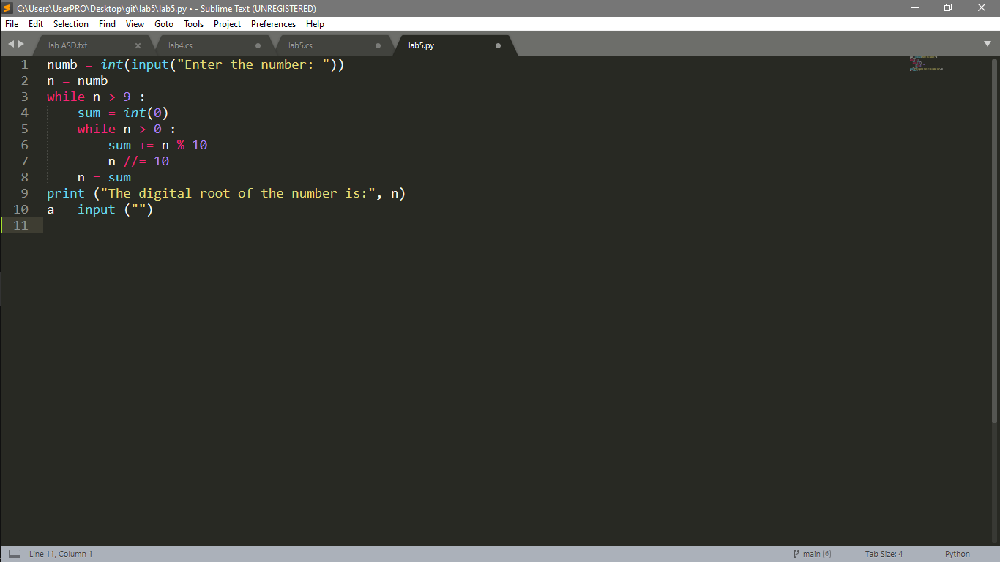 C:\Users\UserPRO\Desktop\git\lab5\lab5.py • - Sublime Text (UNREGISTERED)
File Edit Selection Find View Goto Tools Project Preferences Help
lab ASD.txt lab4.cs lab5.cs lab5.py
1 numb = int(input("Enter the number: "))
2 n = numb
3 while n > 9 :
4     sum = int(0)
5     while n > 0 :
6         sum += n % 10
7         n //= 10
8     n = sum
9 print ("The digital root of the number is:", n)
10 a = input ("")
11
Line 11, Column 1 main 6 Tab Size: 4 Python